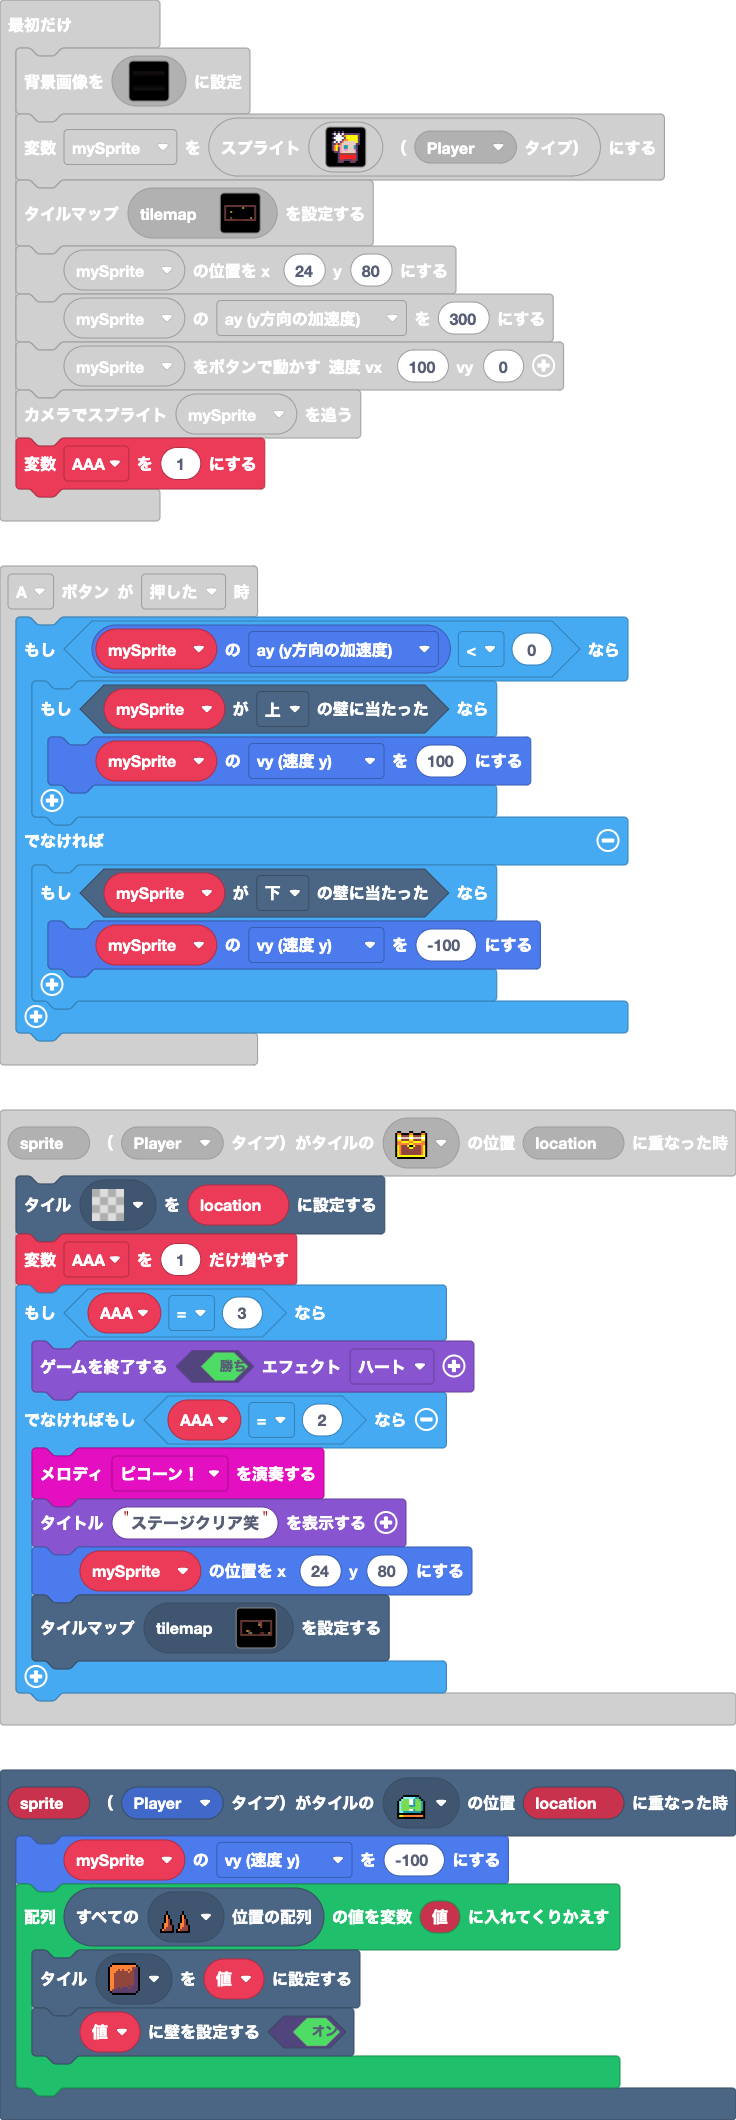 最初だけ
背景画像を に設定
変数 mySprite を スプライト ( Player タイプ) にする
タイルマップ tilemap を設定する
mySprite の位置を x 24 y 80 にする
mySprite の ay (y方向の加速度) を 300 にする
mySprite をボタンで動かす 速度 vx 100 vy 0
カメラでスプライト mySprite を追う
変数 AAA を 1 にする
A ボタン が 押した 時
もし mySprite の ay (y方向の加速度) < 0 なら
もし mySprite が 上 の壁に当たった なら
mySprite の vy (速度 y) を 100 にする
でなければ
もし mySprite が 下 の壁に当たった なら
mySprite の vy (速度 y) を -100 にする
sprite ( Player タイプ) がタイルの の位置 location に重なった時
タイル を location に設定する
変数 AAA を 1 だけ増やす
もし AAA = 3 なら
ゲームを終了する 勝ち エフェクト ハート
でなければもし AAA = 2 なら
メロディ ピコーン! を演奏する
タイトル "ステージクリア笑" を表示する
mySprite の位置を x 24 y 80 にする
タイルマップ tilemap を設定する
sprite ( Player タイプ) がタイルの の位置 location に重なった時
mySprite の vy (速度 y) を -100 にする
配列 すべての 位置の配列 の値を変数 値 に入れてくりかえす
タイル を 値 に設定する
値 に壁を設定する オン